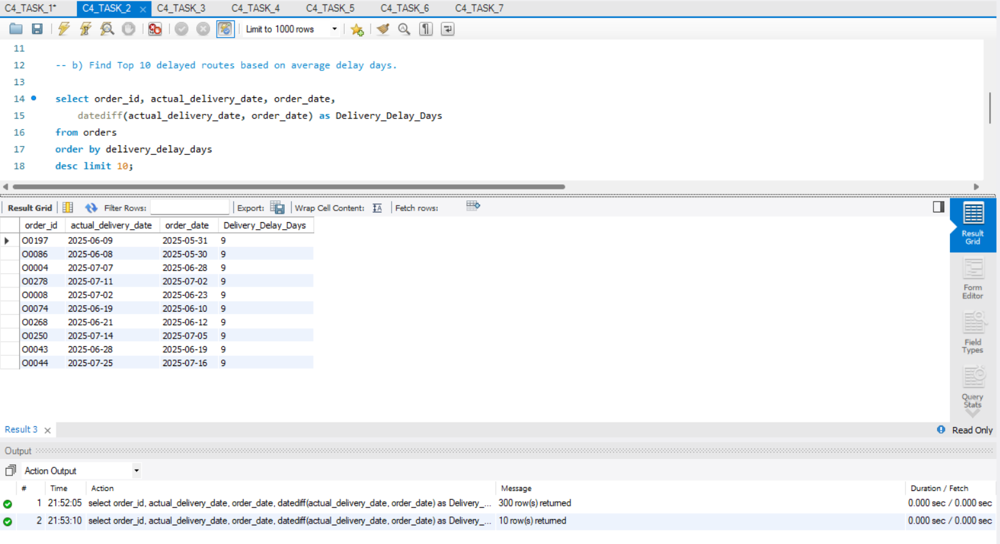 C4_TASK_1* C4_TASK_2 C4_TASK_3 C4_TASK_4 C4_TASK_5 C4_TASK_6 C4_TASK_7
Limit to 1000 rows
11
12 -- b) Find Top 10 delayed routes based on average delay days.
13
14 select order_id, actual_delivery_date, order_date,
15 datediff(actual_delivery_date, order_date) as Delivery_Delay_Days
16 from orders
17 order by delivery_delay_days
18 desc limit 10;
Result Grid Filter Rows: Export: Wrap Cell Content: IA Fetch rows:
order_id actual_delivery_date order_date Delivery_Delay_Days
O0197 2025-06-09 2025-05-31 9
O0086 2025-06-08 2025-05-30 9
O0004 2025-07-07 2025-06-28 9
O0278 2025-07-11 2025-07-02 9
O0008 2025-07-02 2025-06-23 9
O0074 2025-06-19 2025-06-10 9
O0268 2025-06-21 2025-06-12 9
O0250 2025-07-14 2025-07-05 9
O0043 2025-06-28 2025-06-19 9
O0044 2025-07-25 2025-07-16 9
Result
Grid
Form
Editor
Field
Types
Query
Stats
Result 3 Read Only
Output
Action Output
# Time Action Message Duration / Fetch
1 21:52:05 select order_id, actual_delivery_date, order_date, datediff(actual_delivery_date, order_date) as Delivery_... 300 row(s) returned 0.000 sec / 0.000 sec
2 21:53:10 select order_id, actual_delivery_date, order_date, datediff(actual_delivery_date, order_date) as Delivery_... 10 row(s) returned 0.000 sec / 0.000 sec